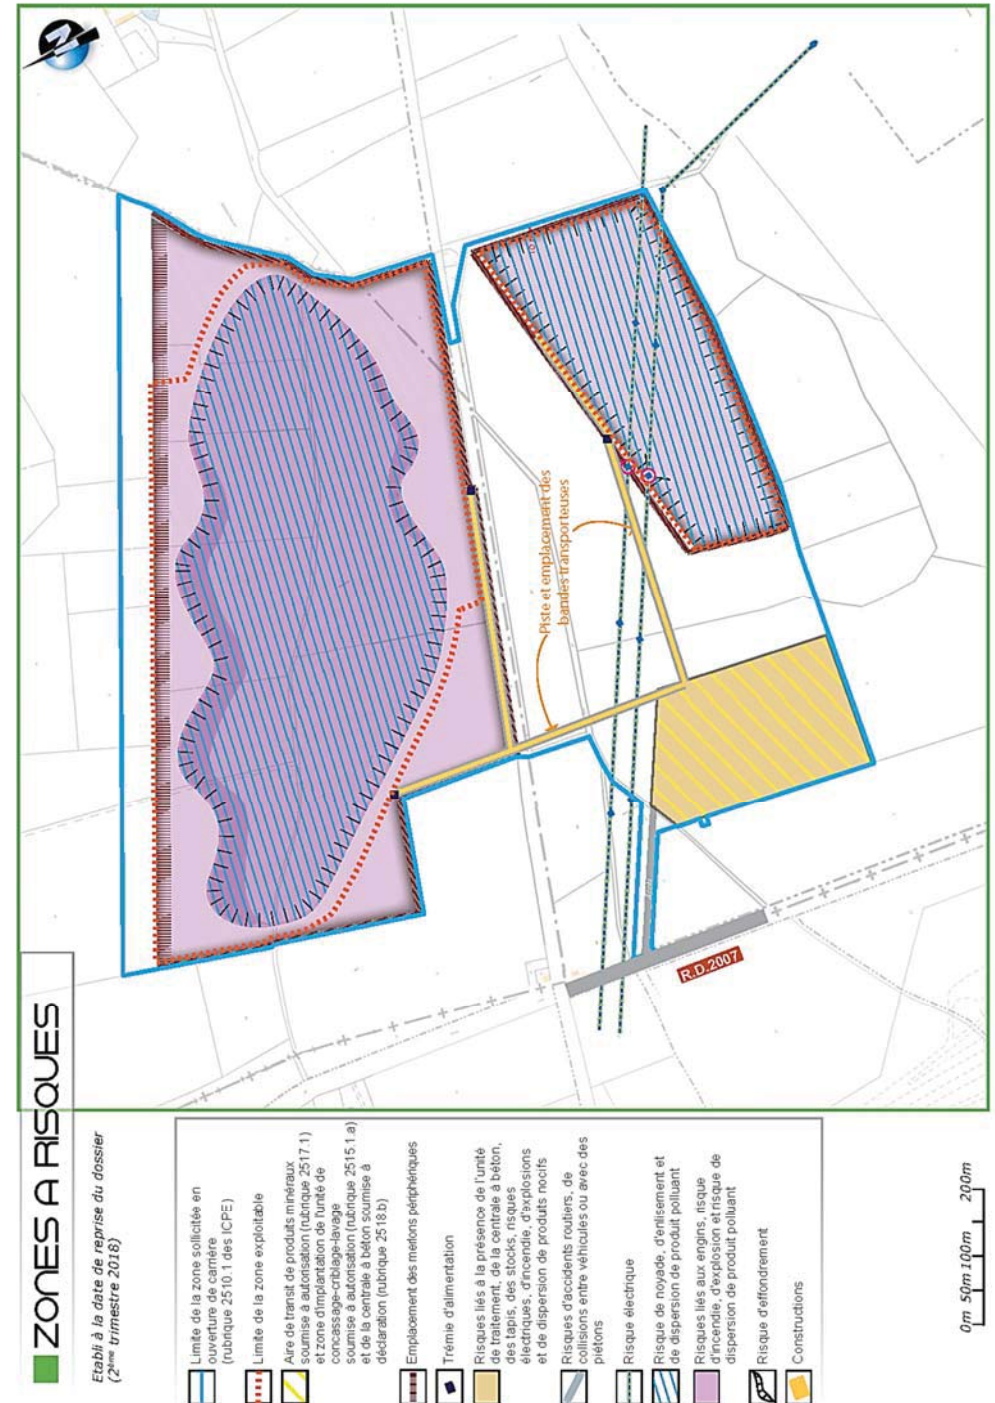 ZONES A RISQUES
Etabli à la date de reprise du dossier
(2ème trimestre 2018)
Limite de la zone sollicitée en
ouverture de carrière
(rubrique 2510.1 des ICPE)
Limite de la zone exploitable
Aire de transit de produits minéraux
soumise à autorisation (rubrique 2517.1)
et zone d'implantation de l'unité de
concassage-criblage-lavage
soumise à autorisation (rubrique 2515.1.a)
et de la centrale à béton soumise à
déclaration (rubrique 2518.b)
Emplacement des merlons périphériques
Trémie d'alimentation
Risques liés à la présence de l'unité
de traitement, de la centrale à béton,
des tapis, des stocks, risques
électriques, d'incendie, d'explosions
et de dispersion de produits nocifs
Risques d'accidents routiers, de
collisions entre véhicules ou avec des
piétons
Risque électrique
Risque de noyade, d'enlisement et
de dispersion de produit polluant
Risques liés aux engins, risque
d'incendie, d'explosion et risque de
dispersion de produit polluant
Risque d'effondrement
Constructions
0m 50m 100m 200m
Piste et emplacement des
bandes transporteuses
R.D.2007